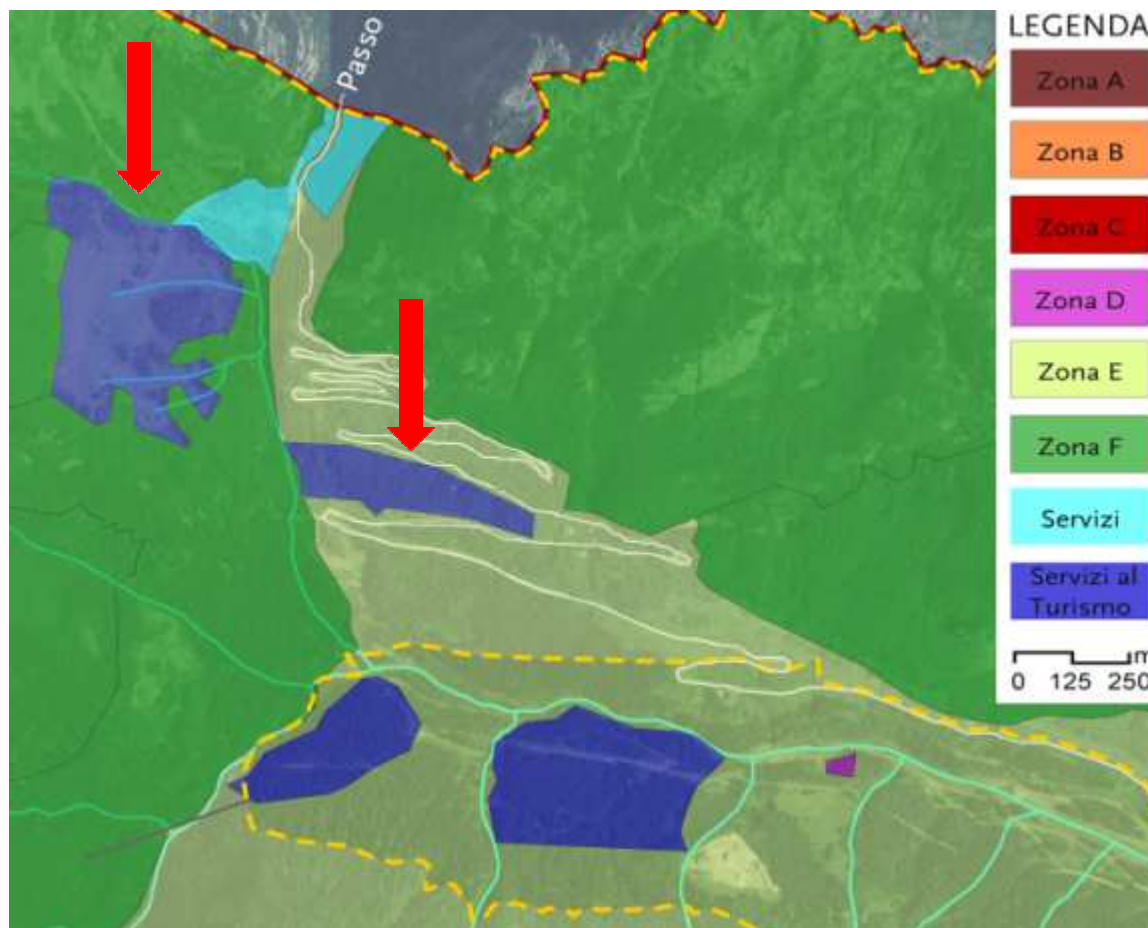 Passo
LEGENDA
Zona A
Zona B
Zona C
Zona D
Zona E
Zona F
Servizi
Servizi al
Turismo
m
0 125 250